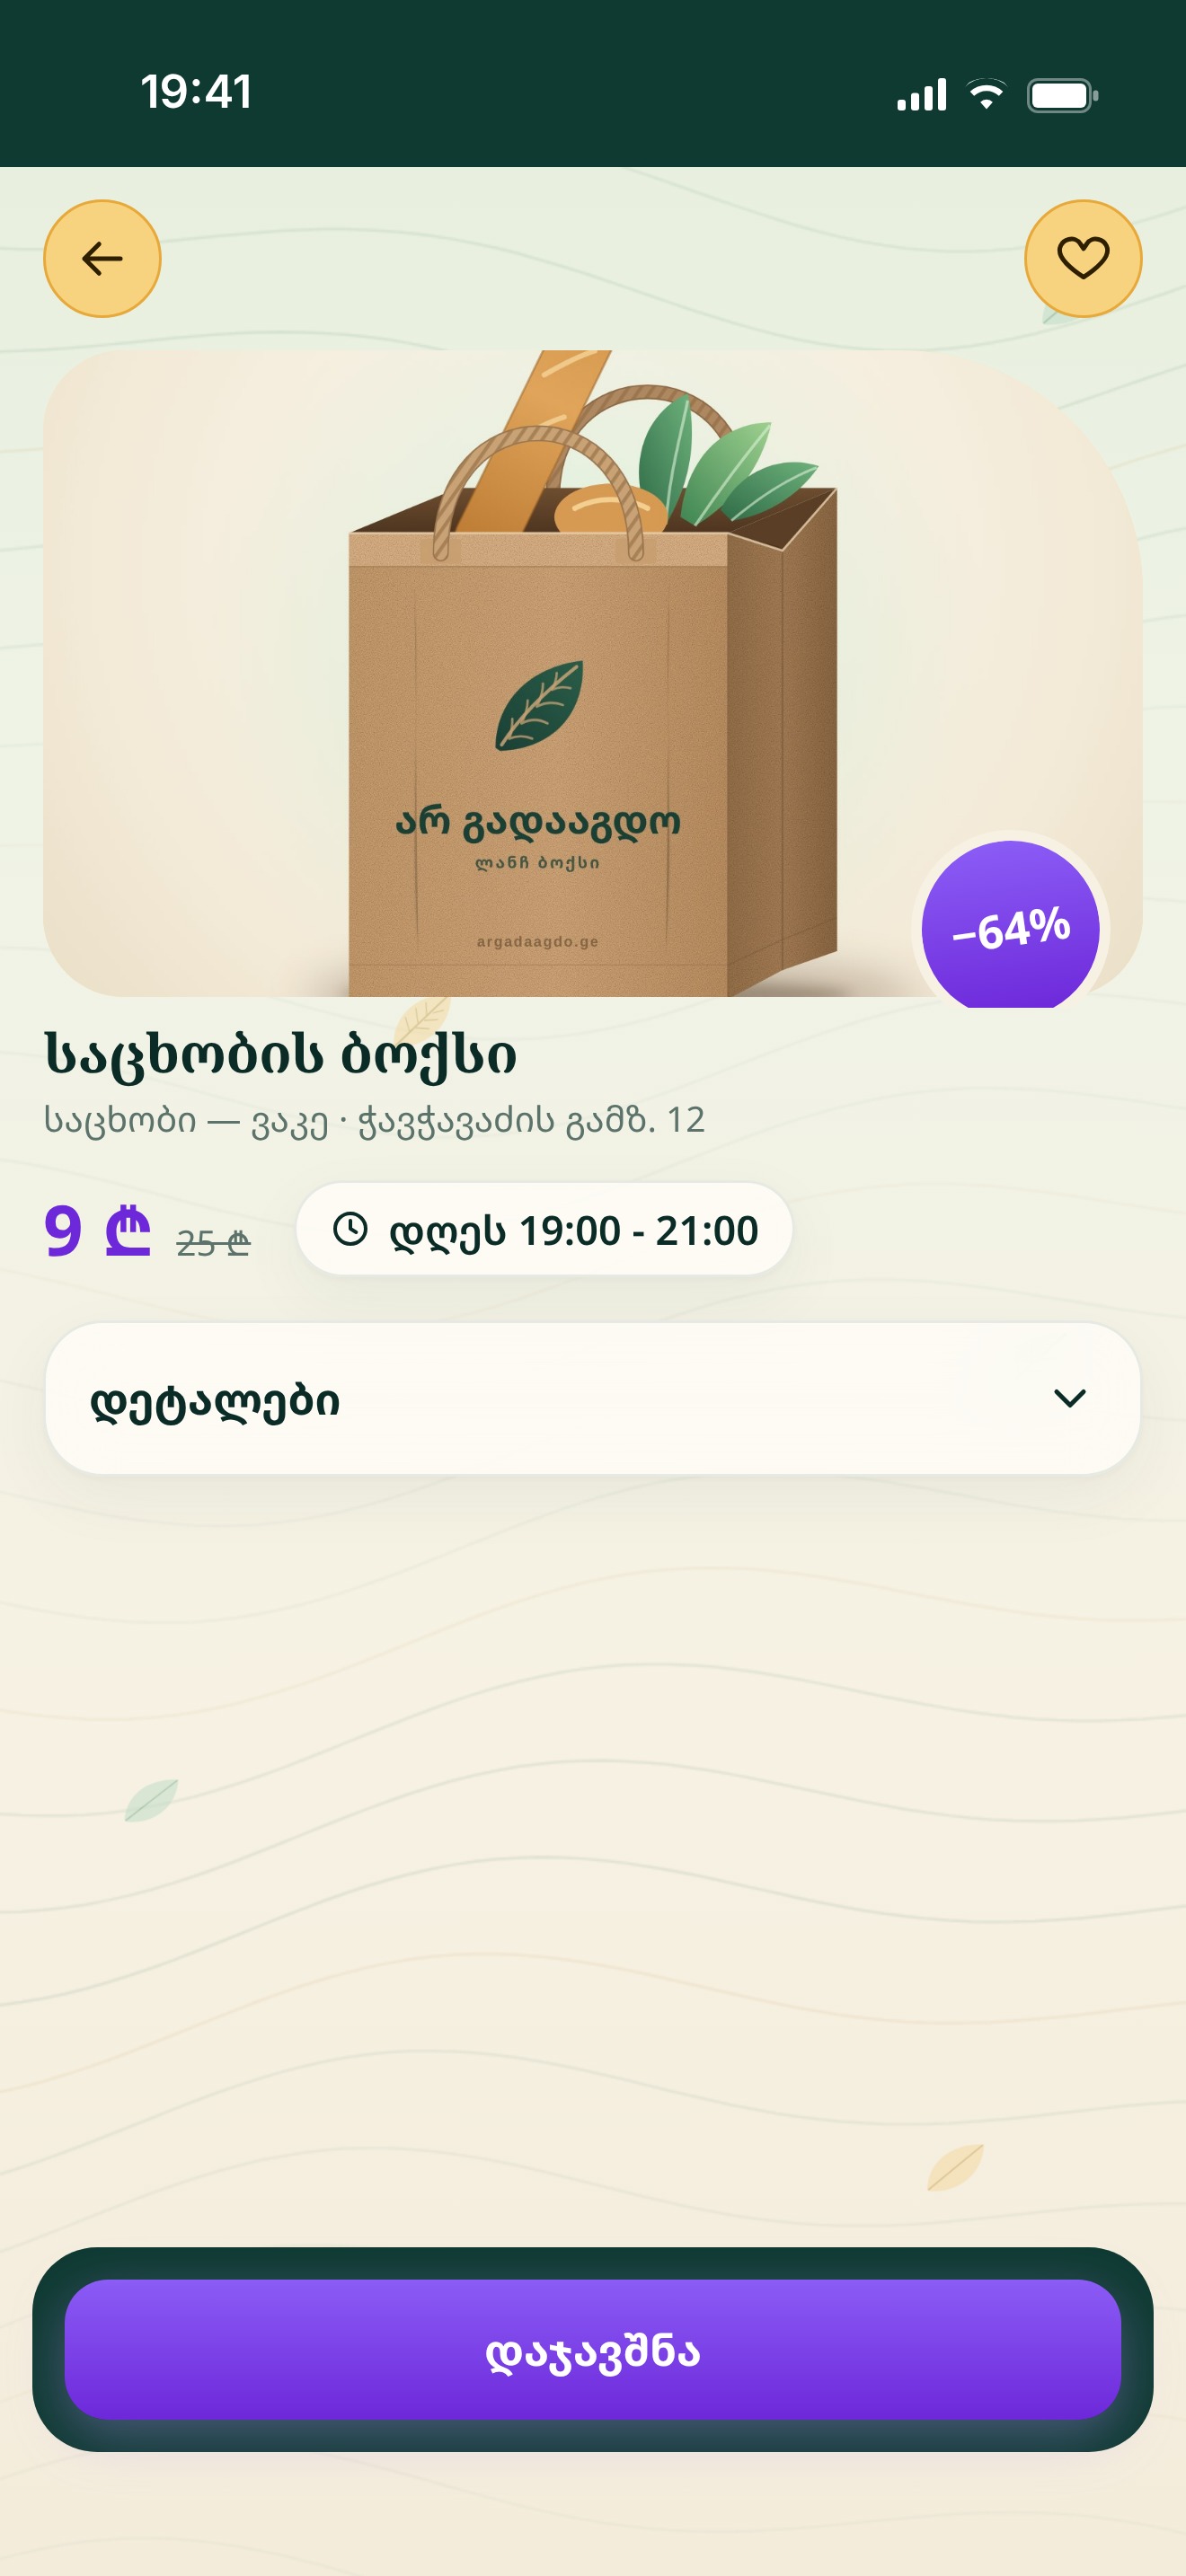 19:41
არ გადააგდო
ლანჩ ბოქსი
argadaagdo.ge
–64%
საცხობის ბოქსი
საცხობი — ვაკე · ჭავჭავაძის გამზ. 12
9 ₾ 25 ₾ დღეს 19:00 - 21:00
დეტალები
დაჯავშნა